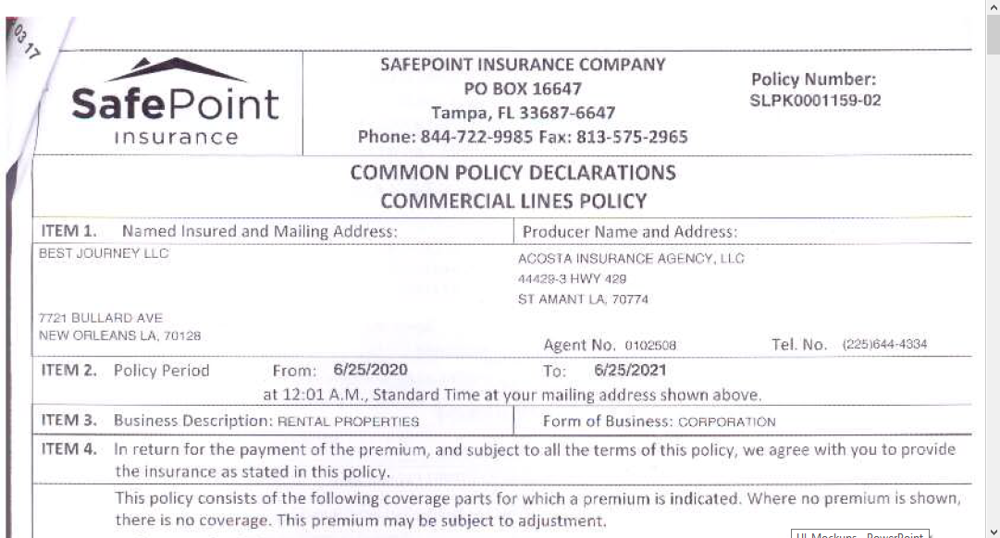 03 17
SafePoint
insurance
SAFEPOINT INSURANCE COMPANY
PO BOX 16647
Tampa, FL 33687-6647
Phone: 844-722-9985 Fax: 813-575-2965
Policy Number:
SLPK0001159-02
COMMON POLICY DECLARATIONS
COMMERCIAL LINES POLICY
ITEM 1. Named Insured and Mailing Address:
BEST JOURNEY LLC
7721 BULLARD AVE
NEW ORLEANS LA, 70128
Producer Name and Address:
ACOSTA INSURANCE AGENCY, LLC
44429-3 HWY 429
ST AMANT LA, 70774
Agent No. 0102508 Tel. No. (225)644-4334
ITEM 2. Policy Period From: 6/25/2020 To: 6/25/2021
at 12:01 A.M., Standard Time at your mailing address shown above.
ITEM 3. Business Description: RENTAL PROPERTIES Form of Business: CORPORATION
ITEM 4. In return for the payment of the premium, and subject to all the terms of this policy, we agree with you to provide
the insurance as stated in this policy.
This policy consists of the following coverage parts for which a premium is indicated. Where no premium is shown,
there is no coverage. This premium may be subject to adjustment.
UI Mockups - PowerPoint